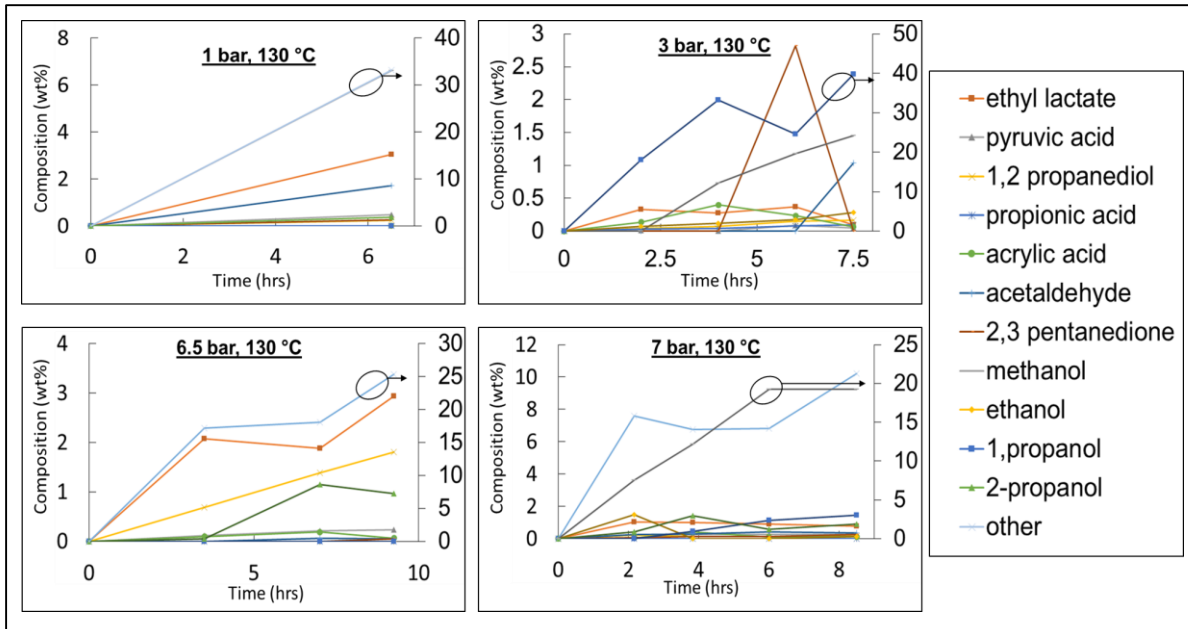 1 bar, 130 °C
Composition (wt%)
8
6
4
2
0
40
30
20
10
0
0 2 4 6
Time (hrs)
3 bar, 130 °C
Composition (wt%)
3
2.5
2
1.5
1
0.5
0
50
40
30
20
10
0
0 2.5 5 7.5
Time (hrs)
6.5 bar, 130 °C
Composition (wt%)
4
3
2
1
0
30
25
20
15
10
5
0
0 5 10
Time (hrs)
7 bar, 130 °C
Composition (wt%)
12
10
8
6
4
2
0
25
20
15
10
5
0
0 2 4 6 8
Time (hrs)
ethyl lactate
pyruvic acid
1,2 propanediol
propionic acid
acrylic acid
acetaldehyde
2,3 pentanedione
methanol
ethanol
1,propanol
2-propanol
other